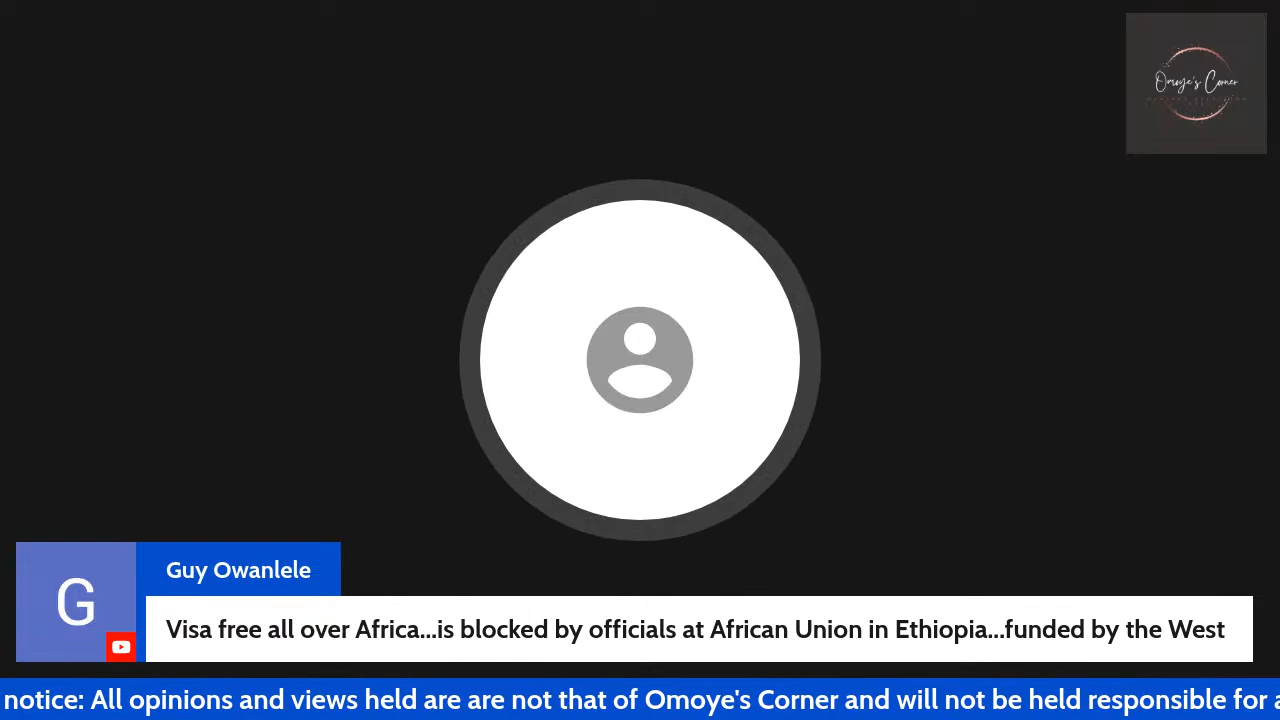 Omoye's Corner
G
Guy Owanlele
Visa free all over Africa...is blocked by officials at African Union in Ethiopia...funded by the West
notice: All opinions and views held are are not that of Omoye's Corner and will not be held responsible for